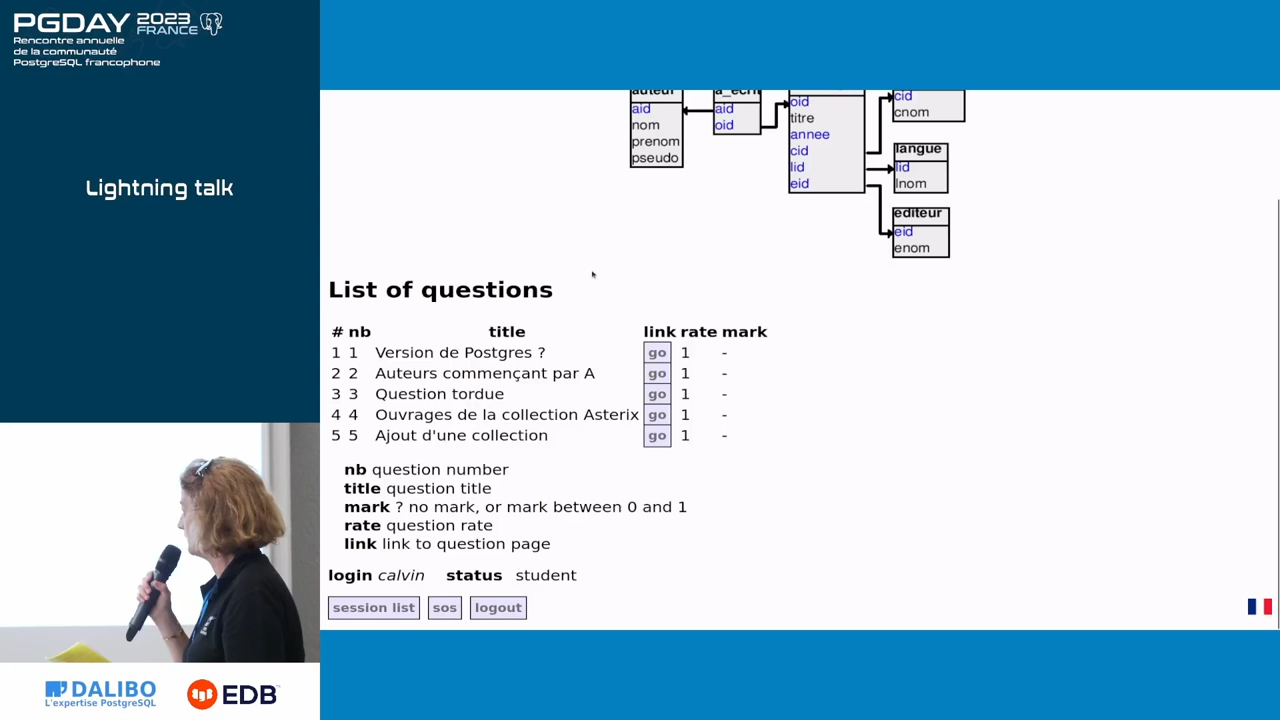 PGDAY 2023 FRANCE
Rencontre annuelle
de la communauté
PostgreSQL francophone
Lightning talk
auteur
aid
nom
prenom
pseudo
a_ecrit
aid
oid
oid
titre
annee
cid
lid
eid
cid
cnom
langue
lid
lnom
editeur
eid
enom
List of questions
# nb title link rate mark
1 1 Version de Postgres ? go 1 -
2 2 Auteurs commençant par A go 1 -
3 3 Question tordue go 1 -
4 4 Ouvrages de la collection Asterix go 1 -
5 5 Ajout d'une collection go 1 -
nb question number
title question title
mark ? no mark, or mark between 0 and 1
rate question rate
link link to question page
login calvin status student
session list sos logout
DALIBO
L'expertise PostgreSQL
EDB